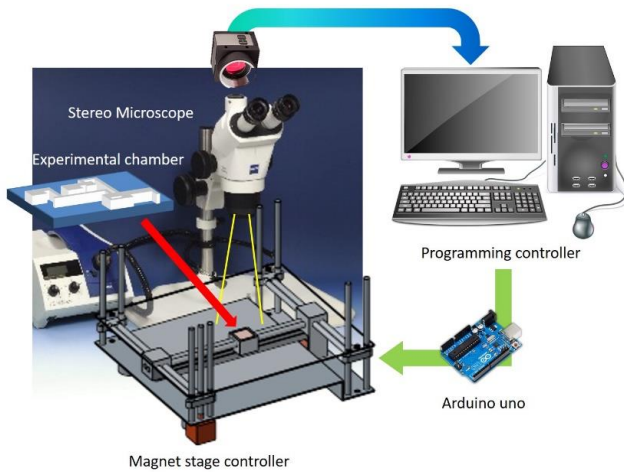 Stereo Microscope
Experimental chamber
Programming controller
Arduino uno
Magnet stage controller